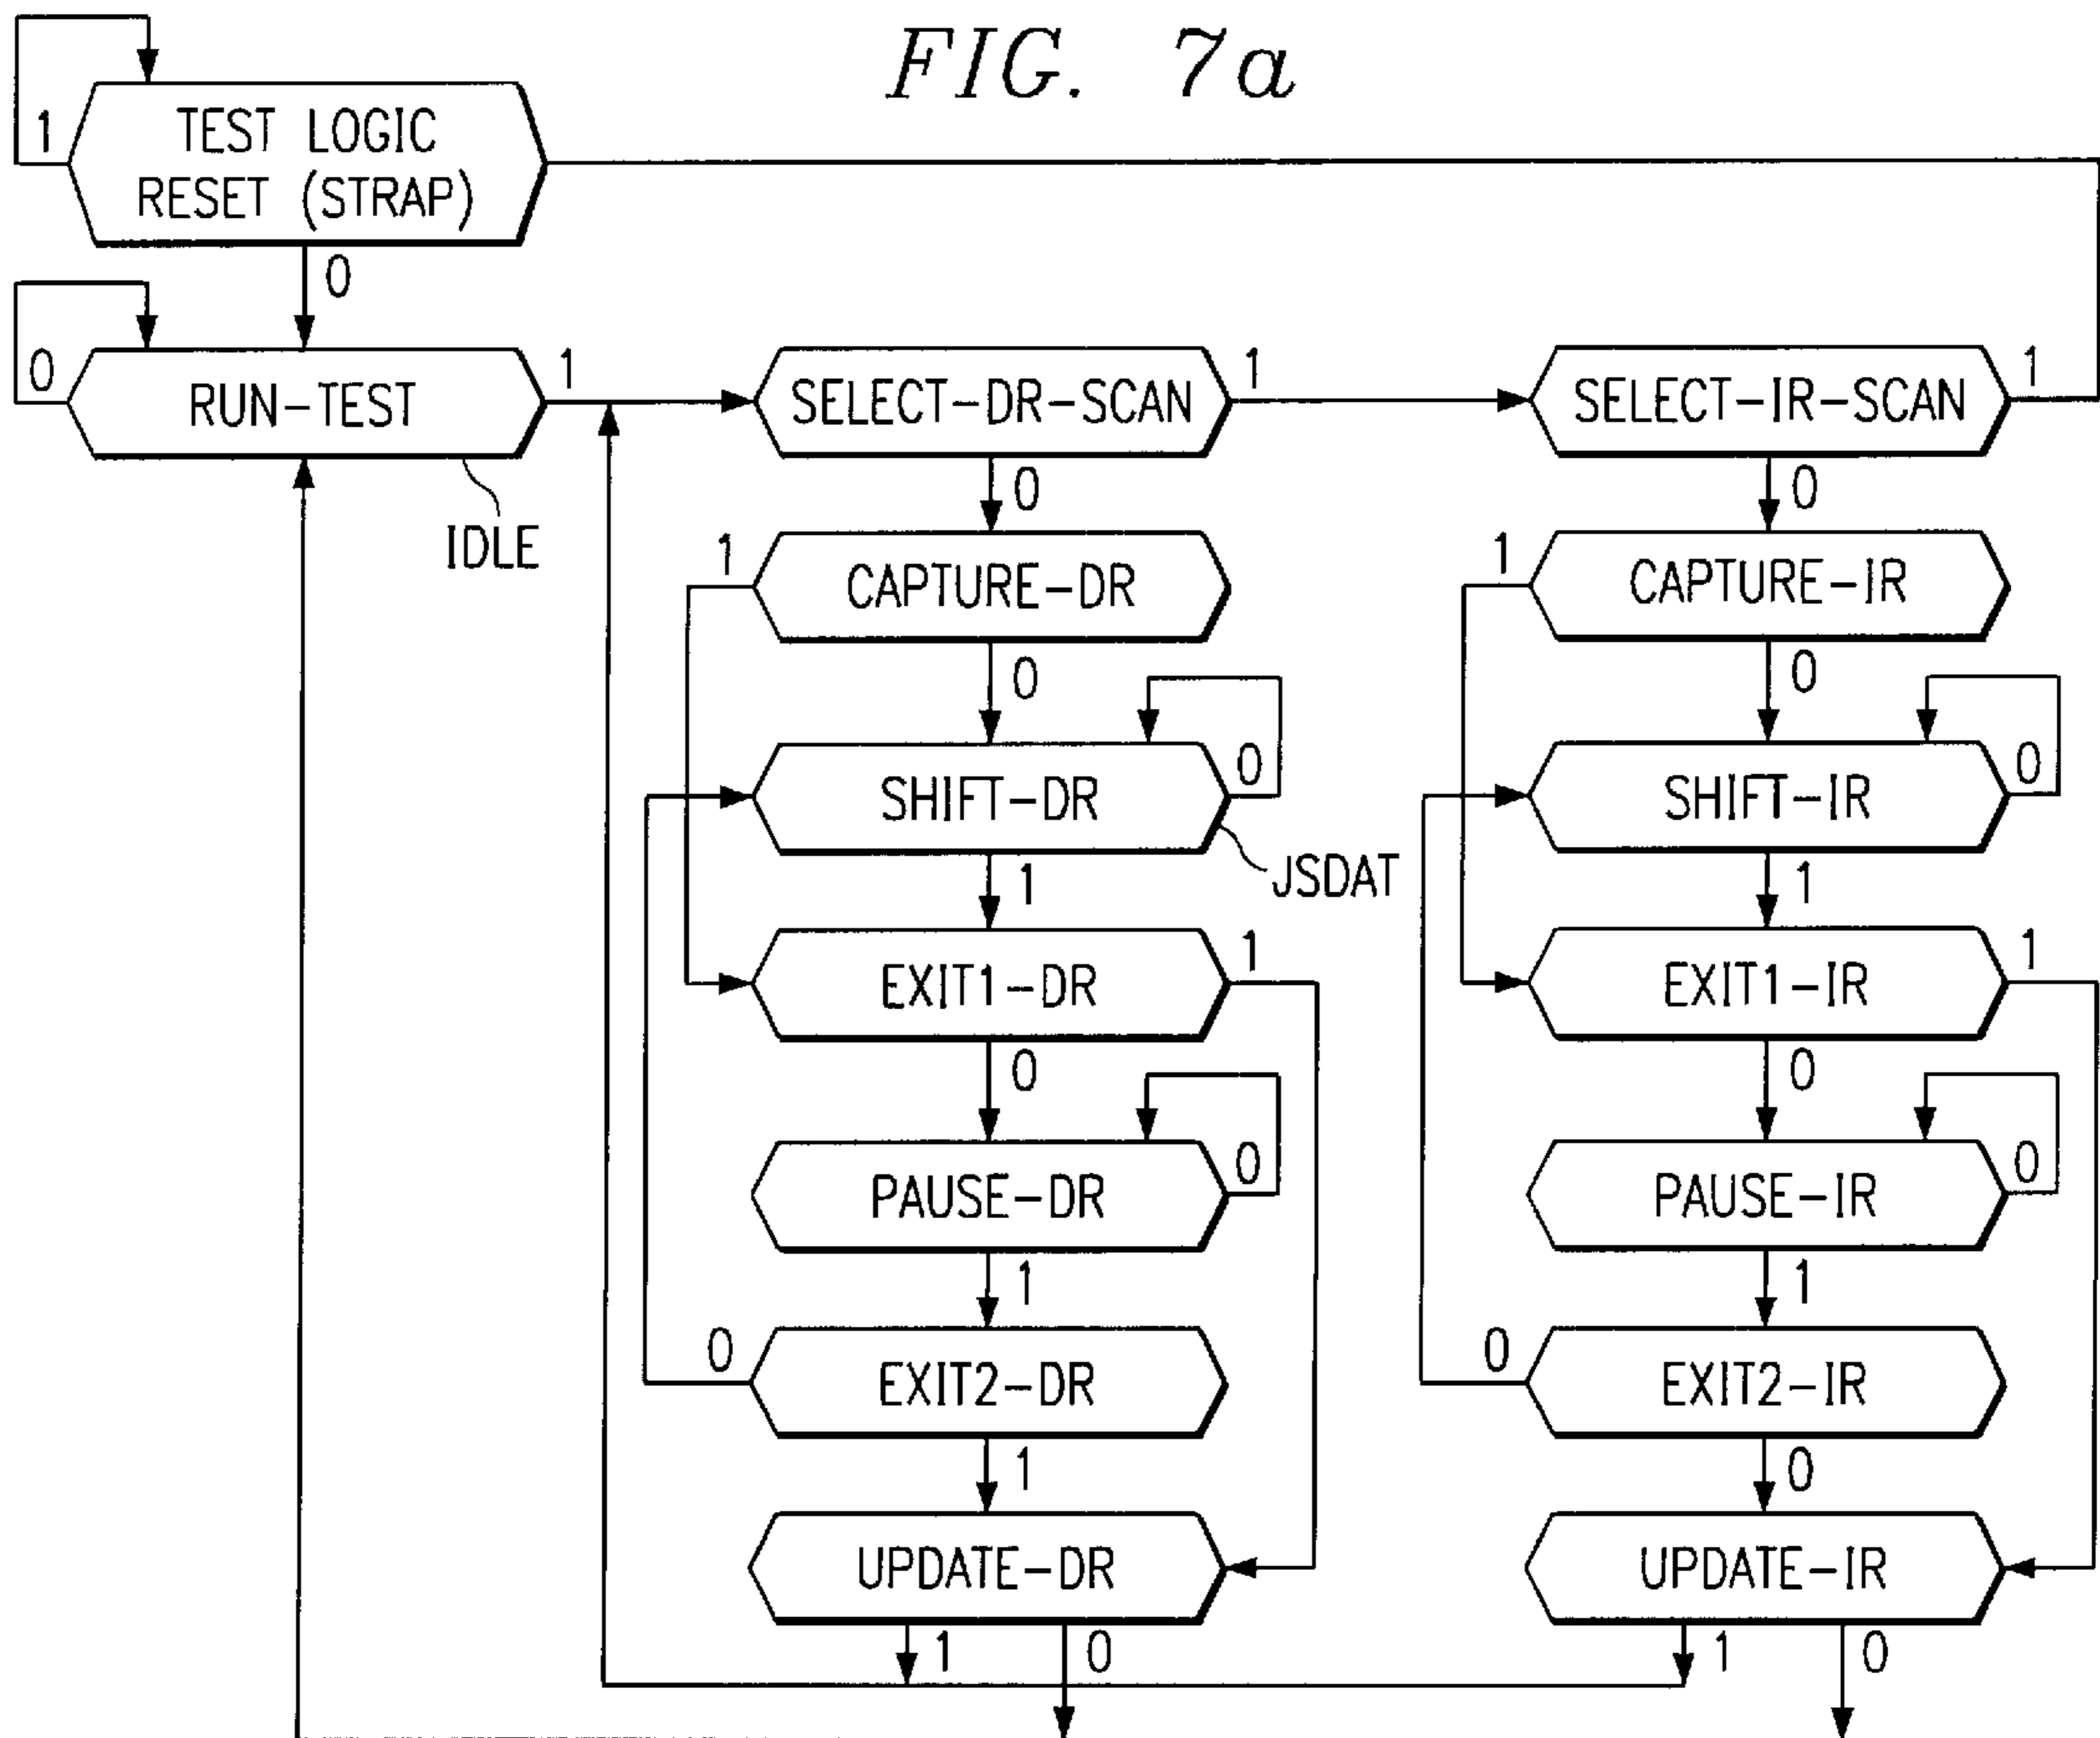 FIG. 7a
1
TEST LOGIC
RESET (STRAP)
0
0
RUN-TEST
1
IDLE
SELECT-DR-SCAN
1
0
1
CAPTURE-DR
0
SHIFT-DR
0
JSDAT
1
EXIT1-DR
1
0
PAUSE-DR
0
1
0
EXIT2-DR
1
UPDATE-DR
1
0
SELECT-IR-SCAN
1
0
1
CAPTURE-IR
0
SHIFT-IR
0
1
EXIT1-IR
1
0
PAUSE-IR
0
1
0
EXIT2-IR
0
UPDATE-IR
1
0